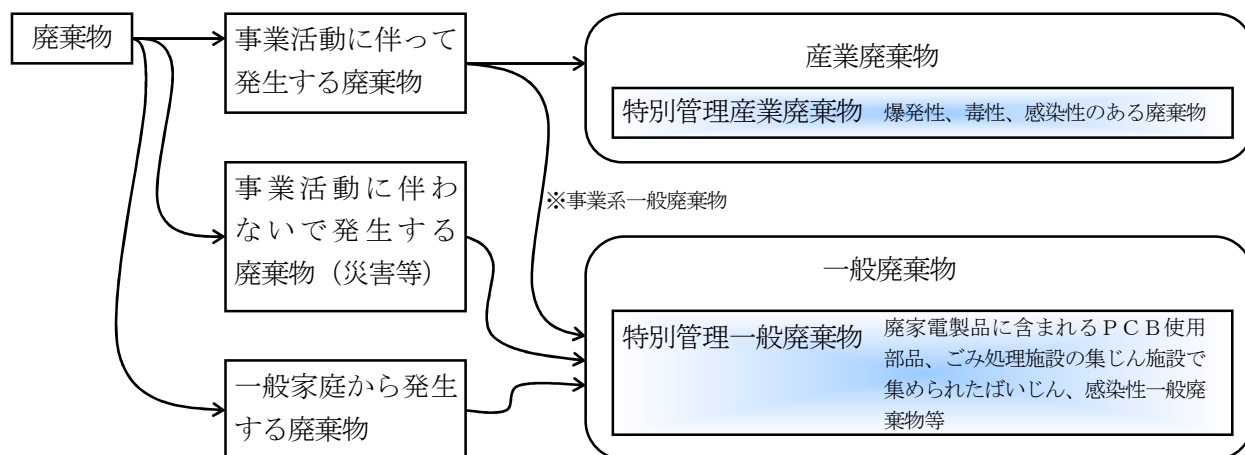 廃棄物
事業活動に伴って
発生する廃棄物
産業廃棄物
特別管理産業廃棄物 爆発性、毒性、感染性のある廃棄物
事業活動に伴わ
ないで発生する
廃棄物（災害等）
※事業系一般廃棄物
一般廃棄物
特別管理一般廃棄物
廃家電製品に含まれるＰＣＢ使用
部品、ごみ処理施設の集じん施設で
集められたばいじん、感染性一般廃
棄物等
一般家庭から発生
する廃棄物